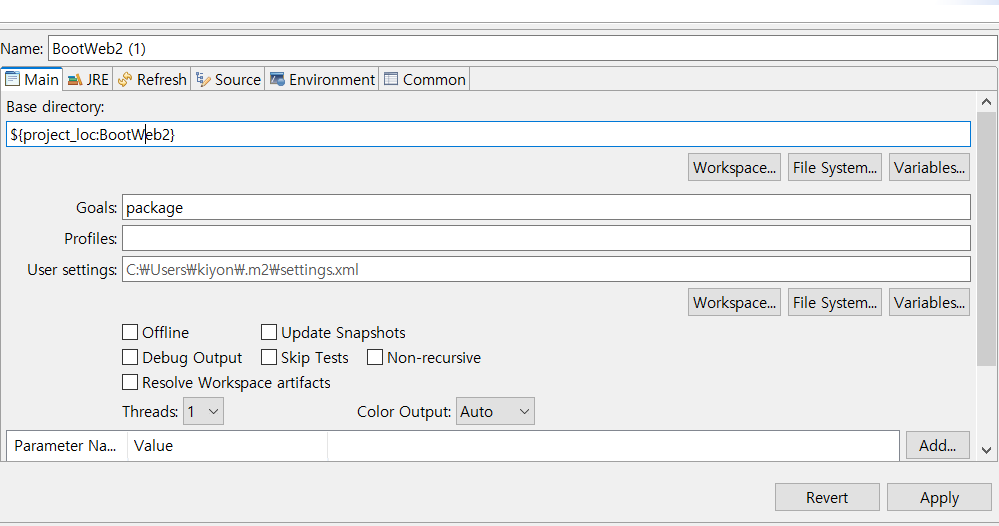 Name: BootWeb2 (1)
Main JRE Refresh Source Environment Common
Base directory:
${project_loc:BootWeb2}
Workspace... File System... Variables...
Goals: package
Profiles:
User settings: C:₩Users₩kiyon₩.m2₩settings.xml
Workspace... File System... Variables...
Offline Update Snapshots
Debug Output Skip Tests Non-recursive
Resolve Workspace artifacts
Threads: 1 Color Output: Auto
Parameter Na... Value Add...
Revert Apply